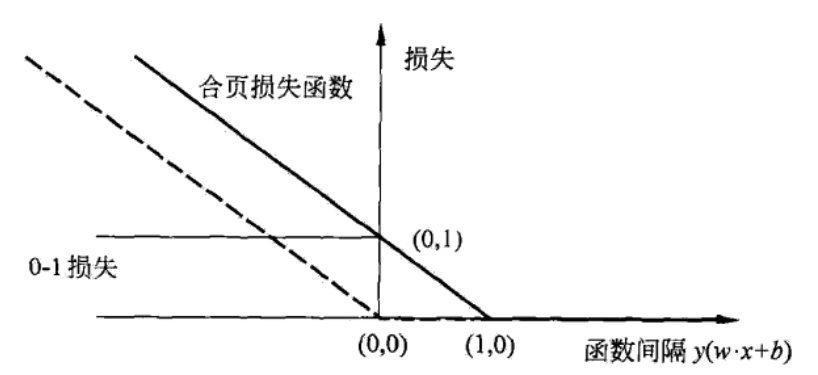 损失
合页损失函数
(0,1)
0-1 损失
(0,0)
(1,0)
函数间隔 y(w·x+b)